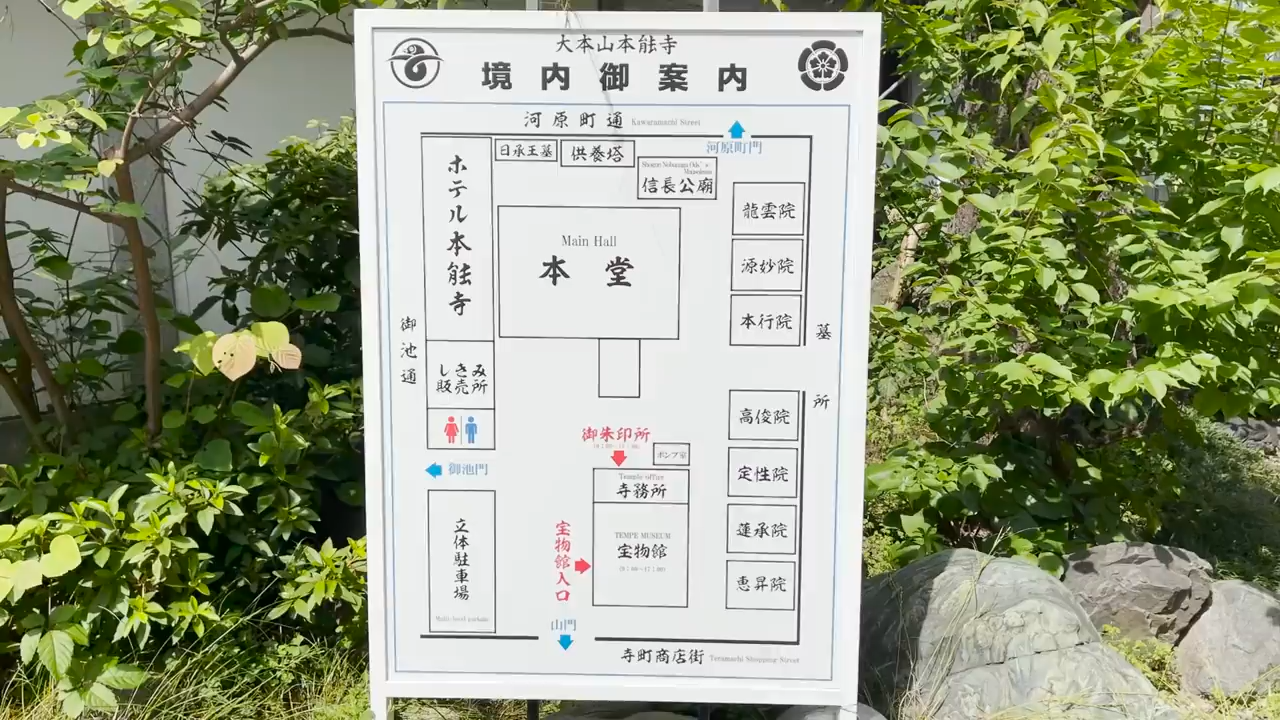 大本山本能寺
境内御案内
河原町通 Kawaramachi Street
河原町門
ホテル本能寺
日承王墓
供養塔
信長公廟
龍雲院
Main Hall
本堂
源妙院
本行院
御池通
墓所
しきみ
販売所
高俊院
御朱印所
ポンプ室
御池門
定性院
Temple office
寺務所
立体駐車場
宝物館入口
TEMPE MUSEUM
宝物館
蓮承院
恵昇院
山門
寺町商店街 Teramachi Shopping Street